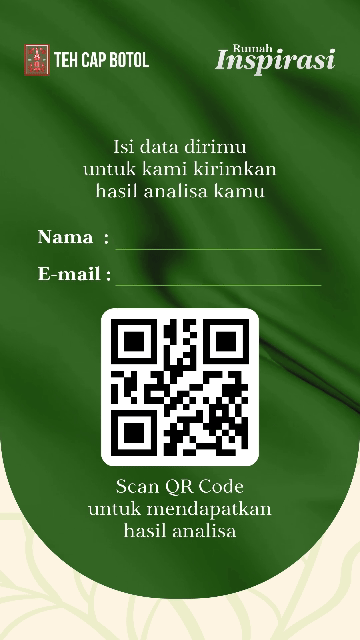 TEH CAP BOTOL
Rumah
Inspirasi
Isi data dirimu
untuk kami kirimkan
hasil analisa kamu
Nama :
E-mail :
Scan QR Code
untuk mendapatkan
hasil analisa